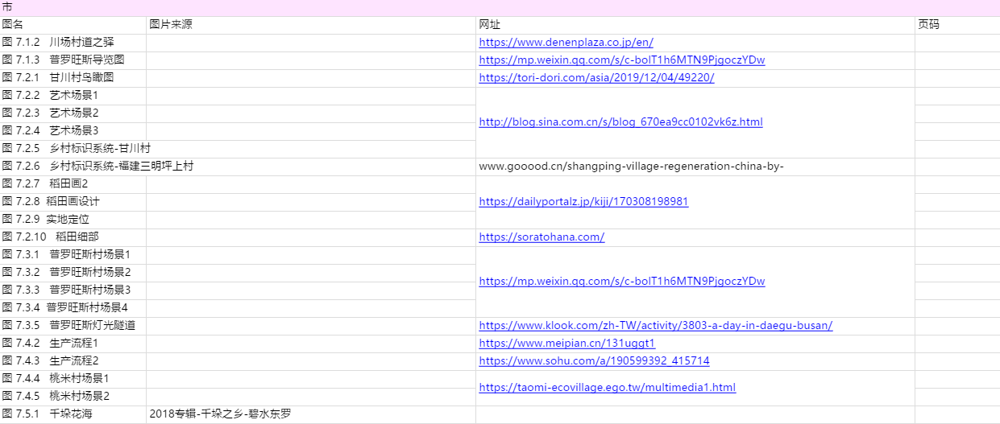 市
图名 图片来源 网址 页码
图 7.1.2 川场村道之驿 https://www.denenplaza.co.jp/en/
图 7.1.3 普罗旺斯导览图 https://mp.weixin.qq.com/s/c-bolT1h6MTN9PjgoczYDw
图 7.2.1 甘川村鸟瞰图 https://tori-dori.com/asia/2019/12/04/49220/
图 7.2.2 艺术场景1
图 7.2.3 艺术场景2
http://blog.sina.com.cn/s/blog_670ea9cc0102vk6z.html
图 7.2.4 艺术场景3
图 7.2.5 乡村标识系统-甘川村
图 7.2.6 乡村标识系统-福建三明坪上村 www.gooood.cn/shangping-village-regeneration-china-by-
图 7.2.7 稻田画2
图 7.2.8 稻田画设计 https://dailyportalz.jp/kiji/170308198981
图 7.2.9 实地定位
图 7.2.10 稻田细部 https://soratohana.com/
图 7.3.1 普罗旺斯村场景1
图 7.3.2 普罗旺斯村场景2
https://mp.weixin.qq.com/s/c-bolT1h6MTN9PjgoczYDw
图 7.3.3 普罗旺斯村场景3
图 7.3.4 普罗旺斯村场景4
图 7.3.5 普罗旺斯灯光隧道 https://www.klook.com/zh-TW/activity/3803-a-day-in-daegu-busan/
图 7.4.2 生产流程1 https://www.meipian.cn/131uggt1
图 7.4.3 生产流程2 https://www.sohu.com/a/190599392_415714
图 7.4.4 桃米村场景1
https://taomi-ecovillage.ego.tw/multimedia1.html
图 7.4.5 桃米村场景2
图 7.5.1 千垛花海 2018专辑-千垛之乡-碧水东罗